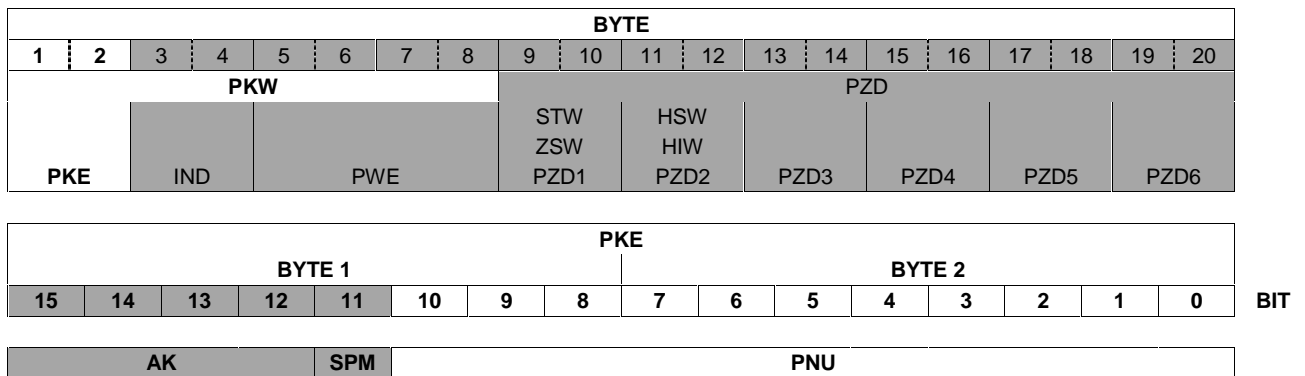 BYTE
1 2 3 4 5 6 7 8 9 10 11 12 13 14 15 16 17 18 19 20
PKW PZD
STW HSW
ZSW HIW
PKE IND PWE PZD1 PZD2 PZD3 PZD4 PZD5 PZD6
PKE
BYTE 1 BYTE 2
15 14 13 12 11 10 9 8 7 6 5 4 3 2 1 0 BIT
AK SPM PNU